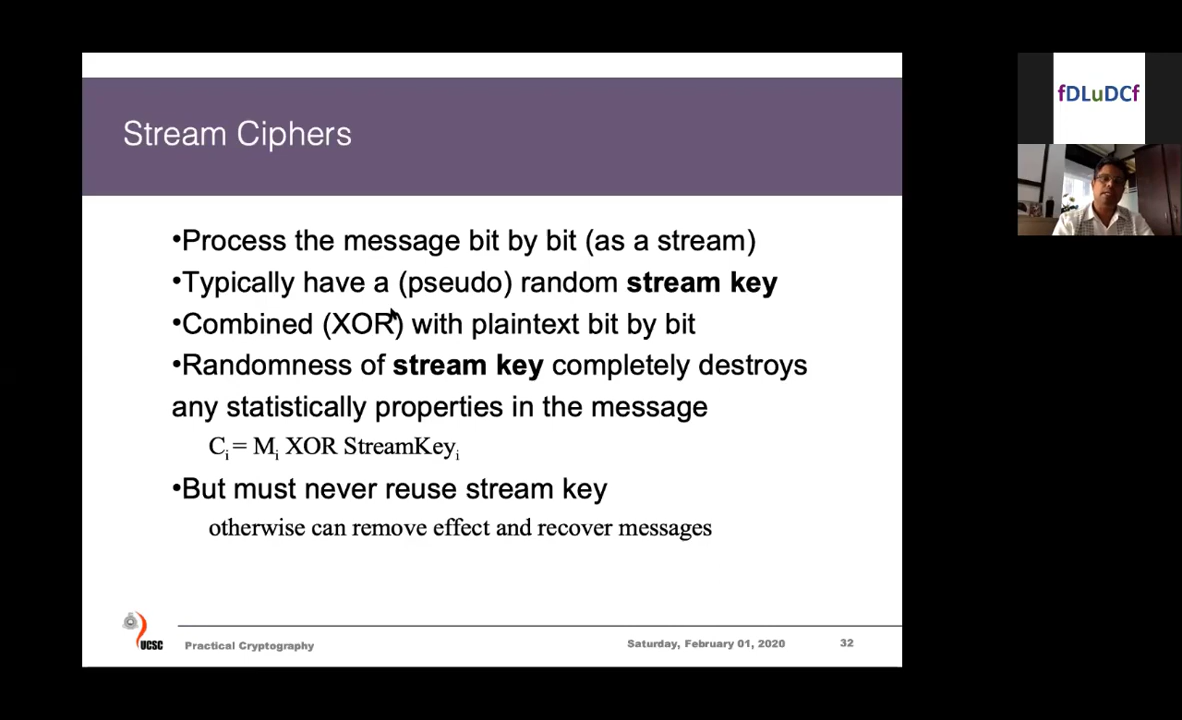 Stream Ciphers
fDLuDCf
•Process the message bit by bit (as a stream)
•Typically have a (pseudo) random stream key
•Combined (XOR) with plaintext bit by bit
•Randomness of stream key completely destroys
any statistically properties in the message
Ci = Mi XOR StreamKeyi
•But must never reuse stream key
otherwise can remove effect and recover messages
UCSC
Practical Cryptography
Saturday, February 01, 2020
32